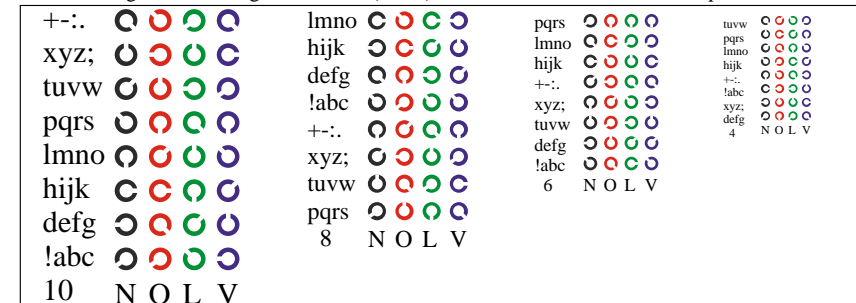 +-:.
xyz;
tuvw
pqrs
lmno
hijk
defg
!abc
10 N O L V
lmno
hijk
defg
!abc
+-:.
xyz;
tuvw
pqrs
8 N O L V
pqrs
lmno
hijk
+-:.
xyz;
tuvw
defg
!abc
6 N O L V
tuvw
pqrs
lmno
hijk
+-:.
!abc
xyz;
defg
4 N O L V